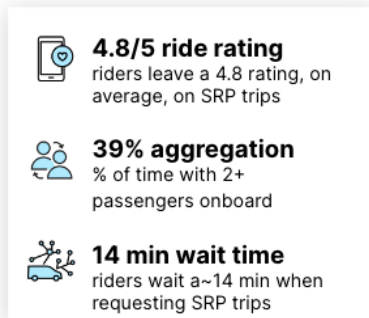 4.8/5 ride rating
riders leave a 4.8 rating, on
average, on SRP trips
39% aggregation
% of time with 2+
passengers onboard
14 min wait time
riders wait a~14 min when
requesting SRP trips